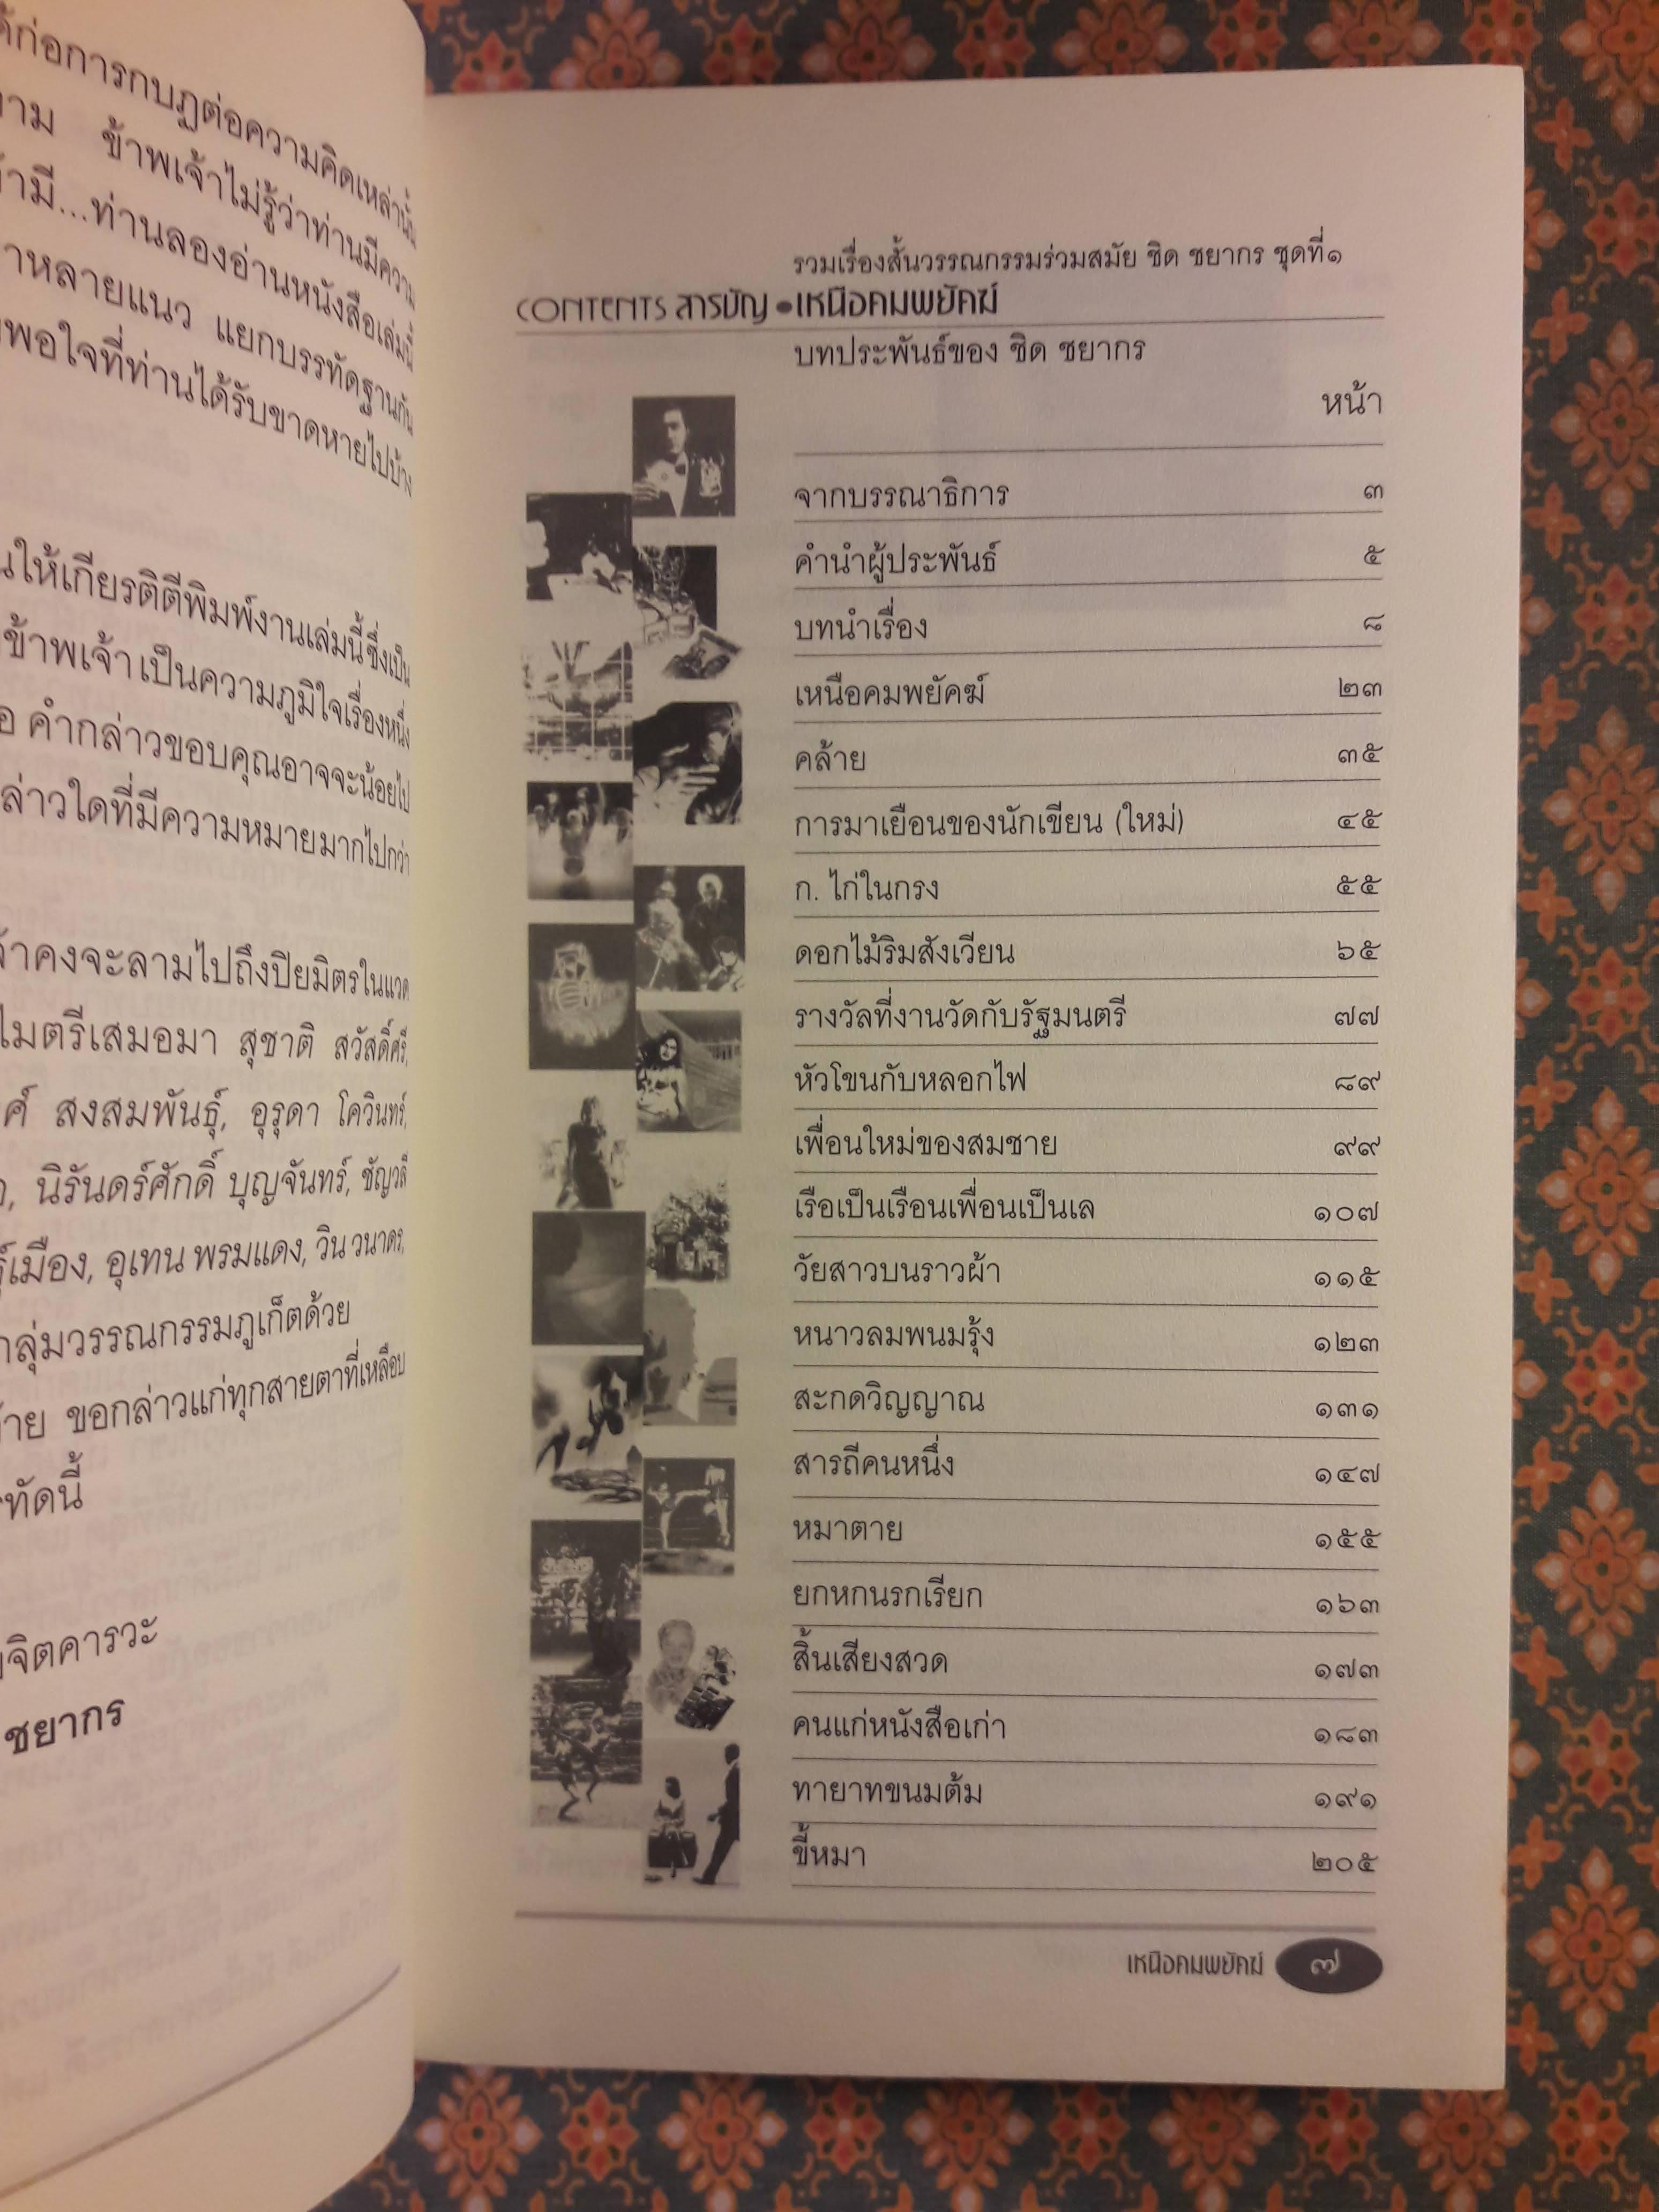 ก่อการกบฏต่อความคิดเหล่านั้น
ข้าพเจ้าไม่รู้ว่าท่านมีความ
ามี...ท่านลองอ่านหนังสือเล่มนี้
าหลายแนว แยกบรรทัดฐานกัน
พอใจที่ท่านได้รับขาดหายไปบ้าง
นให้เกียรติตีพิมพ์งานเล่มนี้ซึ่งเป็น
ข้าพเจ้า เป็นความภูมิใจเรื่องหนึ่ง
อ คำกล่าวขอบคุณอาจจะน้อยไป
ล่าวใดที่มีความหมายมากไปกว่า
จ้าคงจะลามไปถึงปิยมิตรในแวด
ไมตรีเสมอมา สุชาติ สวัสดิ์ศรี,
ศ์ สงสมพันธุ์, อุรุดา โควินทร์,
นิรันดร์ศักดิ์ บุญจันทร์, ชัญวลี
เมือง, อุเทน พรมแดง, วิน วนาดร,
ลุ่มวรรณกรรมภูเก็ตด้วย
าย ขอกล่าวแก่ทุกสายตาที่เหลือบ
ทัดนี้
จิตคารวะ
ชยากร
รวมเรื่องสั้นวรรณกรรมร่วมสมัย ชิด ชยากร ชุดที่๑
CONTENTS สารบัญ •เหนือคมพยัคฆ์
บทประพันธ์ของ ชิด ชยากร
หน้า
จากบรรณาธิการ ๓
คำนำผู้ประพันธ์ ๕
บทนำเรื่อง ๘
เหนือคมพยัคฆ์ ๒๓
คล้าย ๓๕
การมาเยือนของนักเขียน (ใหม่) ๔๕
ก. ไก่ในกรง ๕๕
ดอกไม้ริมสังเวียน ๖๕
รางวัลที่งานวัดกับรัฐมนตรี ๗๗
หัวโขนกับหลอกไฟ ๘๙
เพื่อนใหม่ของสมชาย ๙๙
เรือเป็นเรือนเพื่อนเป็นเล ๑๐๗
วัยสาวบนราวผ้า ๑๑๕
หนาวลมพนมรุ้ง ๑๒๓
สะกดวิญญาณ ๑๓๑
สารถีคนหนึ่ง ๑๔๗
หมาตาย ๑๕๕
ยกหกนรกเรียก ๑๖๓
สิ้นเสียงสวด ๑๗๓
คนแก่หนังสือเก่า ๑๘๓
ทายาทขนมต้ม ๑๙๑
ขี้หมา ๒๐๕
เหนือคมพยัคฆ์ ๗